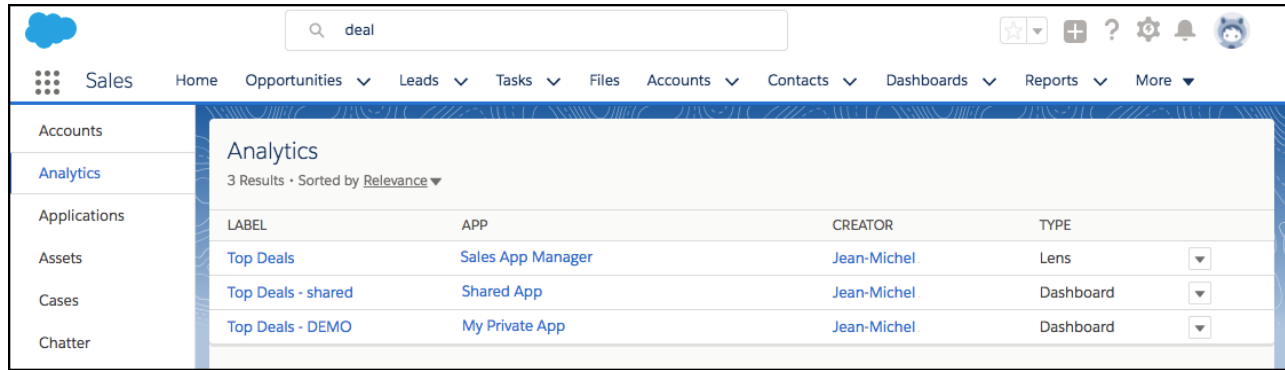 deal
Sales Home Opportunities Leads Tasks Files Accounts Contacts Dashboards Reports More
Accounts
Analytics
Applications
Assets
Cases
Chatter
Analytics
3 Results • Sorted by Relevance
LABEL APP CREATOR TYPE
Top Deals Sales App Manager Jean-Michel Lens
Top Deals - shared Shared App Jean-Michel Dashboard
Top Deals - DEMO My Private App Jean-Michel Dashboard